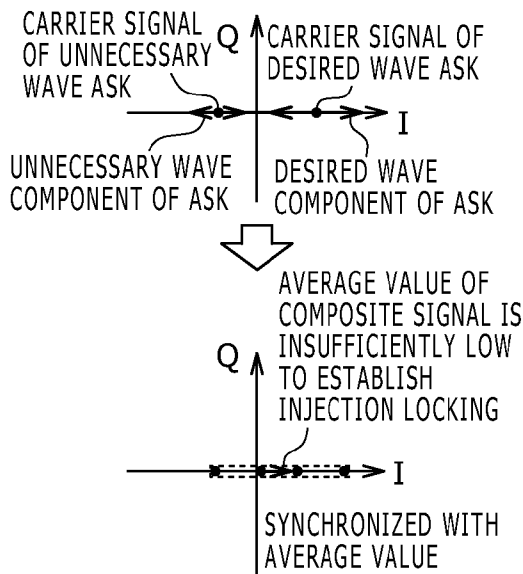 CARRIER SIGNAL
OF UNNECESSARY
WAVE ASK
Q
CARRIER SIGNAL OF
DESIRED WAVE ASK
I
UNNECESSARY WAVE
COMPONENT OF ASK
DESIRED WAVE
COMPONENT OF ASK
AVERAGE VALUE OF
COMPOSITE SIGNAL IS
INSUFFICIENTLY LOW
TO ESTABLISH
INJECTION LOCKING
Q
I
SYNCHRONIZED WITH
AVERAGE VALUE